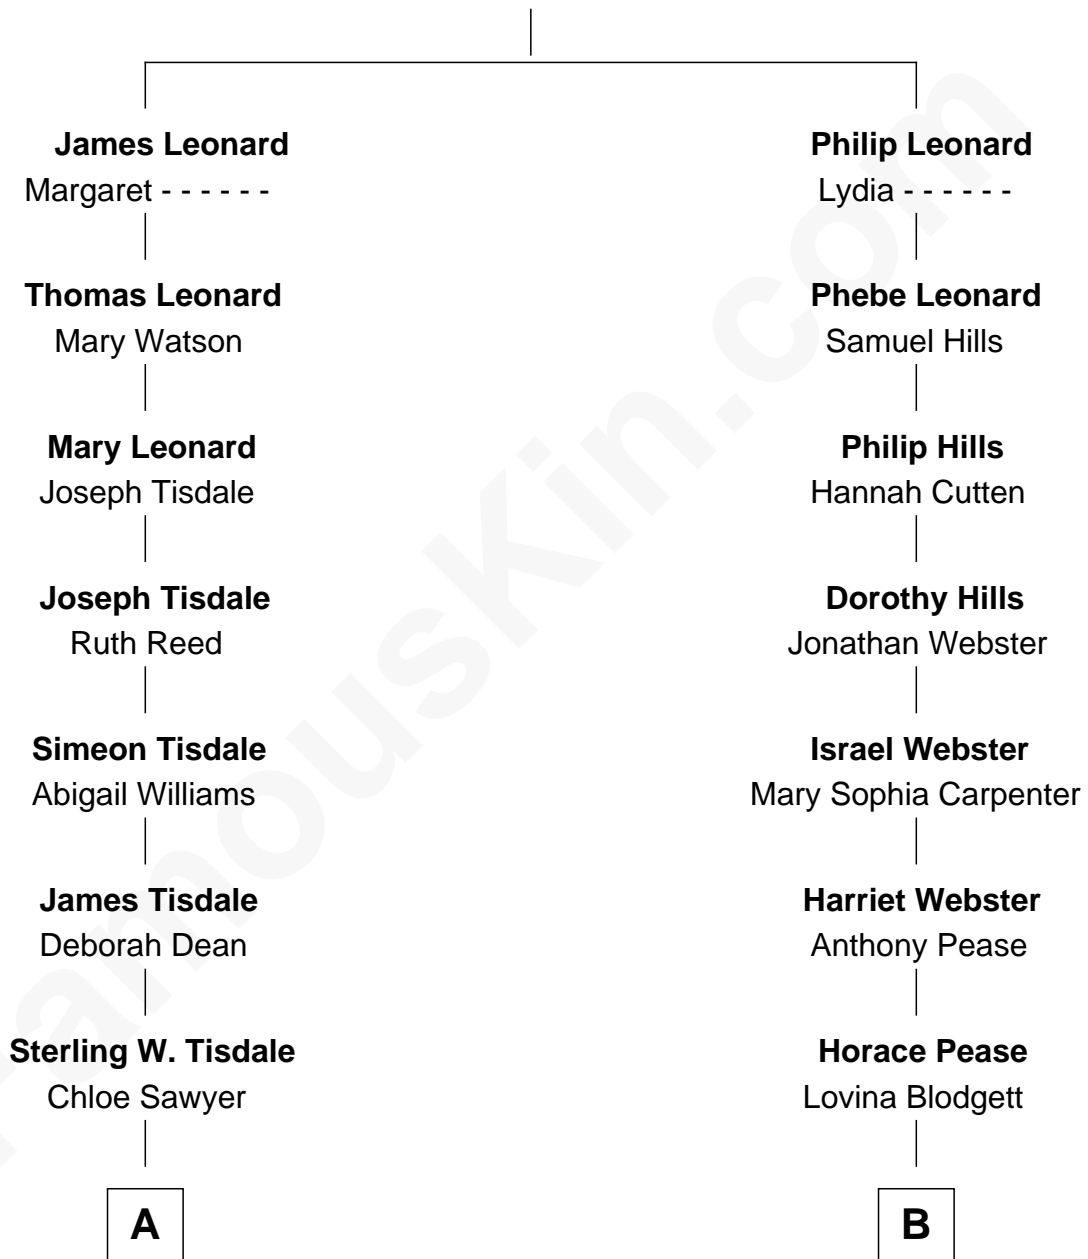 James Leonard
Margaret - - - - - -
Philip Leonard
Lydia - - - - - -
Thomas Leonard
Mary Watson
Phebe Leonard
Samuel Hills
Mary Leonard
Joseph Tisdale
Philip Hills
Hannah Cutten
Joseph Tisdale
Ruth Reed
Dorothy Hills
Jonathan Webster
Simeon Tisdale
Abigail Williams
Israel Webster
Mary Sophia Carpenter
James Tisdale
Deborah Dean
Harriet Webster
Anthony Pease
Sterling W. Tisdale
Chloe Sawyer
Horace Pease
Lovina Blodgett
A
B
FamousKin.com